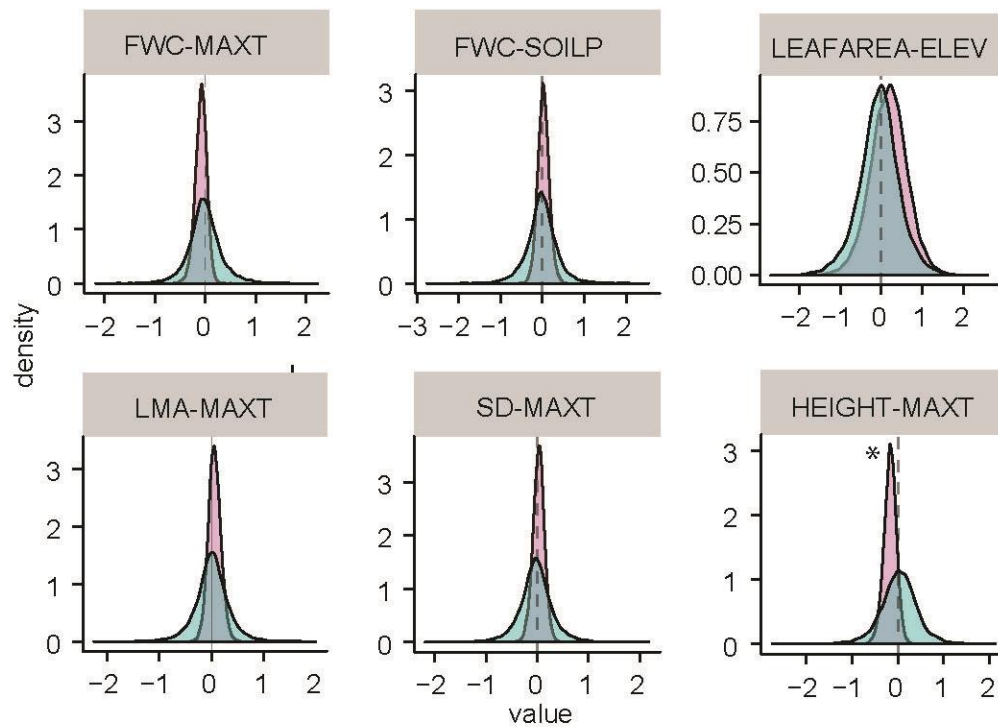 FWC-MAXT FWC-SOILP LEAFAREA-ELEV
3 3 0.75
2 2 0.50
1 1 0.25
0 0 0.00
−2 −1 0 1 2 −3 −2 −1 0 1 2 −2 −1 0 1 2
density
LMA-MAXT SD-MAXT HEIGHT-MAXT
3 3 3 *
2 2 2
1 1 1
0 0 0
−2 −1 0 1 2 −2 −1 0 1 2 −2 −1 0 1 2
value